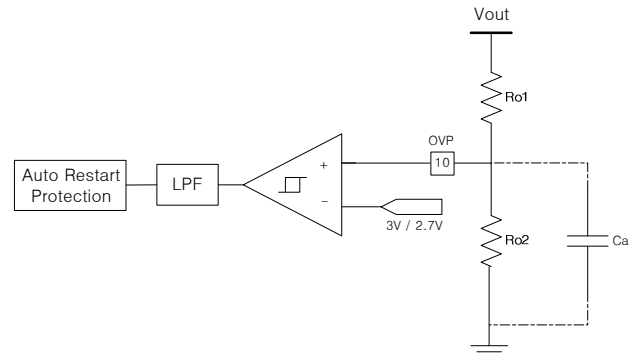 Vout
Ro1
OVP
10
+
Auto Restart
Protection
LPF
−
3V / 2.7V
Ro2
Ca